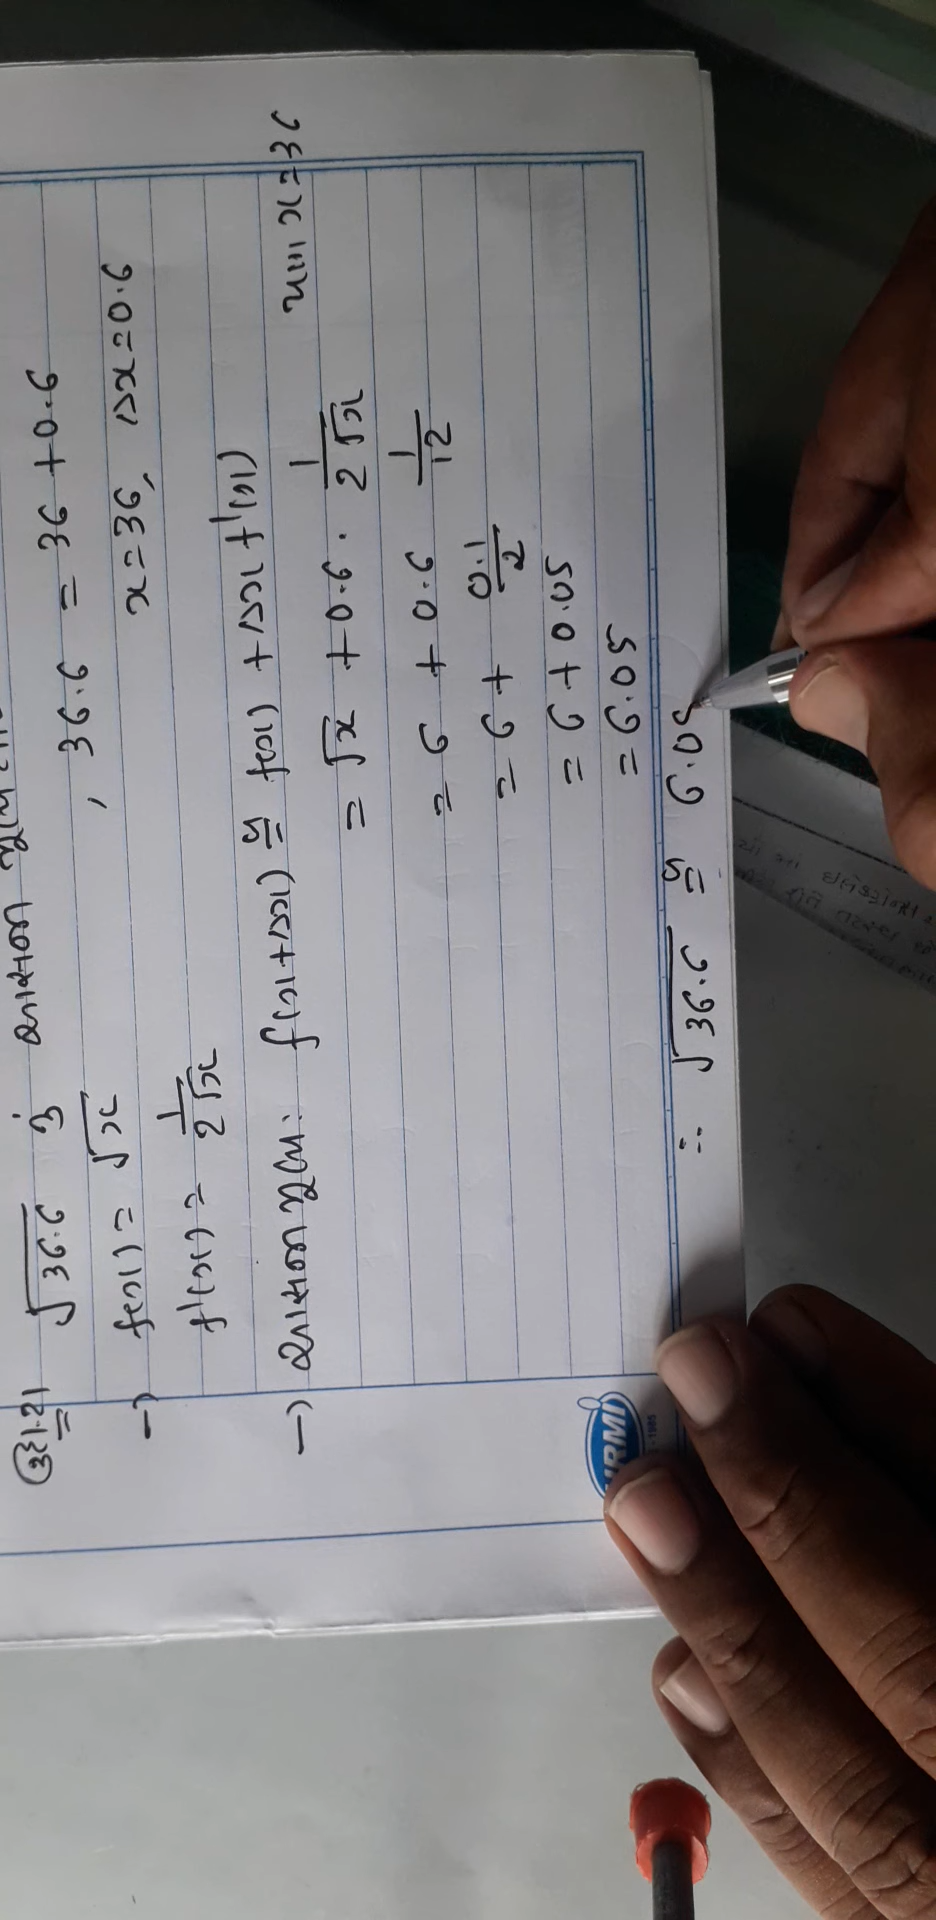 ઉદા.21 √36.6 નું આસન્ન મૂલ્ય
→ f(x) = √x , 36.6 = 36 + 0.6
f'(x) = 1/2√x x = 36, Δx = 0.6
→ આસન્ન મૂલ્ય: f(x+Δx) ≅ f(x) + Δx f'(x)
= √x + 0.6 · 1/2√x જ્યાં x = 36
= 6 + 0.6 1/12
= 6 + 0.1/2
= 6 + 0.05
= 6.05
∴ √36.6 ≅ 6.05